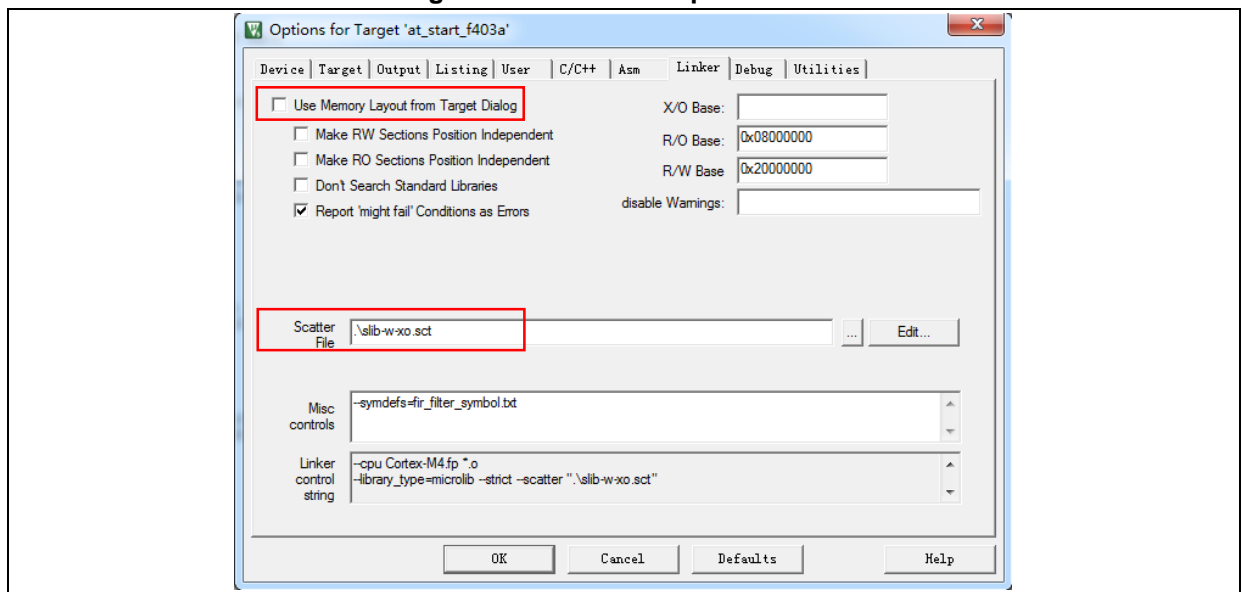 Options for Target 'at_start_f403a'
Device Target Output Listing User C/C++ Asm Linker Debug Utilities
Use Memory Layout from Target Dialog
X/O Base:
Make RW Sections Position Independent
R/O Base: 0x08000000
Make RO Sections Position Independent
R/W Base 0x20000000
Don't Search Standard Libraries
disable Warnings:
Report 'might fail' Conditions as Errors
Scatter File .\slib-w-xo.sct ... Edit...
Misc controls --symdefs=fir_filter_symbol.txt
Linker control string --cpu Cortex-M4.fp *.o
--library_type=microlib --strict --scatter ".\slib-w-xo.sct"
OK Cancel Defaults Help